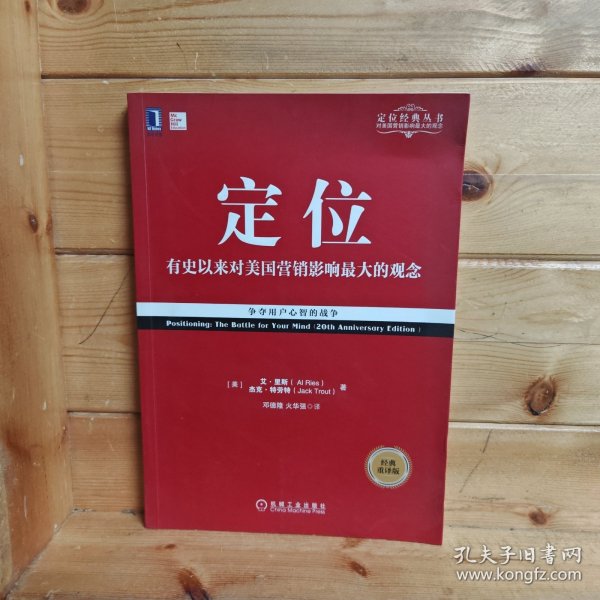 Mc
Graw
Hill
Education
定位经典丛书
对美国营销影响最大的观念
定位
有史以来对美国营销影响最大的观念
争夺用户心智的战争
Positioning: The Battle for Your Mind (20th Anniversary Edition)
[美] 艾·里斯（Al Ries） 著
杰克·特劳特（Jack Trout）
邓德隆 火华强◎译
经典
重译版
机械工业出版社
China Machine Press
孔夫子旧书网
www.kongfz.com